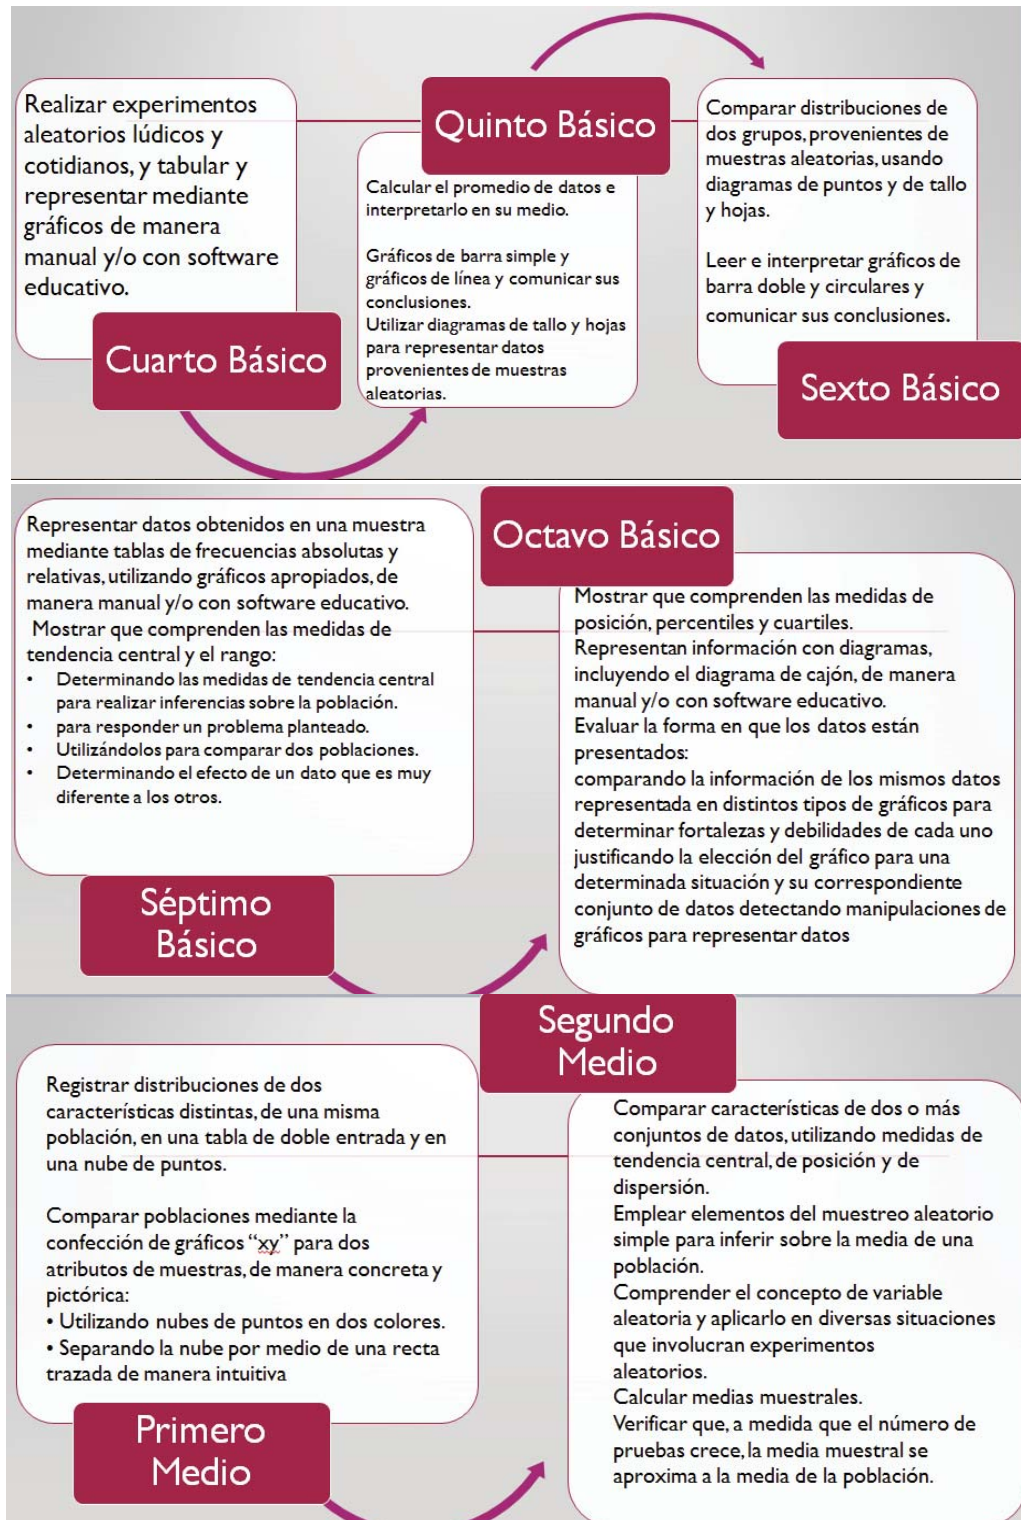 Realizar experimentos
aleatorios lúdicos y
cotidianos, y tabular y
representar mediante
gráficos de manera
manual y/o con software
educativo.
Cuarto Básico
Quinto Básico
Calcular el promedio de datos e
interpretarlo en su medio.
Gráficos de barra simple y
gráficos de línea y comunicar sus
conclusiones.
Utilizar diagramas de tallo y hojas
para representar datos
provenientes de muestras
aleatorias.
Comparar distribuciones de
dos grupos, provenientes de
muestras aleatorias, usando
diagramas de puntos y de tallo
y hojas.
Leer e interpretar gráficos de
barra doble y circulares y
comunicar sus conclusiones.
Sexto Básico
Representar datos obtenidos en una muestra
mediante tablas de frecuencias absolutas y
relativas, utilizando gráficos apropiados, de
manera manual y/o con software educativo.
Mostrar que comprenden las medidas de
tendencia central y el rango:
• Determinando las medidas de tendencia central
para realizar inferencias sobre la población.
• para responder un problema planteado.
• Utilizándolos para comparar dos poblaciones.
• Determinando el efecto de un dato que es muy
diferente a los otros.
Séptimo
Básico
Octavo Básico
Mostrar que comprenden las medidas de
posición, percentiles y cuartiles.
Representan información con diagramas,
incluyendo el diagrama de cajón, de manera
manual y/o con software educativo.
Evaluar la forma en que los datos están
presentados:
comparando la información de los mismos datos
representada en distintos tipos de gráficos para
determinar fortalezas y debilidades de cada uno
justificando la elección del gráfico para una
determinada situación y su correspondiente
conjunto de datos detectando manipulaciones de
gráficos para representar datos
Registrar distribuciones de dos
características distintas, de una misma
población, en una tabla de doble entrada y en
una nube de puntos.
Comparar poblaciones mediante la
confección de gráficos “xy” para dos
atributos de muestras, de manera concreta y
pictórica:
• Utilizando nubes de puntos en dos colores.
• Separando la nube por medio de una recta
trazada de manera intuitiva
Primero
Medio
Segundo
Medio
Comparar características de dos o más
conjuntos de datos, utilizando medidas de
tendencia central, de posición y de
dispersión.
Emplear elementos del muestreo aleatorio
simple para inferir sobre la media de una
población.
Comprender el concepto de variable
aleatoria y aplicarlo en diversas situaciones
que involucran experimentos
aleatorios.
Calcular medias muestrales.
Verificar que, a medida que el número de
pruebas crece, la media muestral se
aproxima a la media de la población.